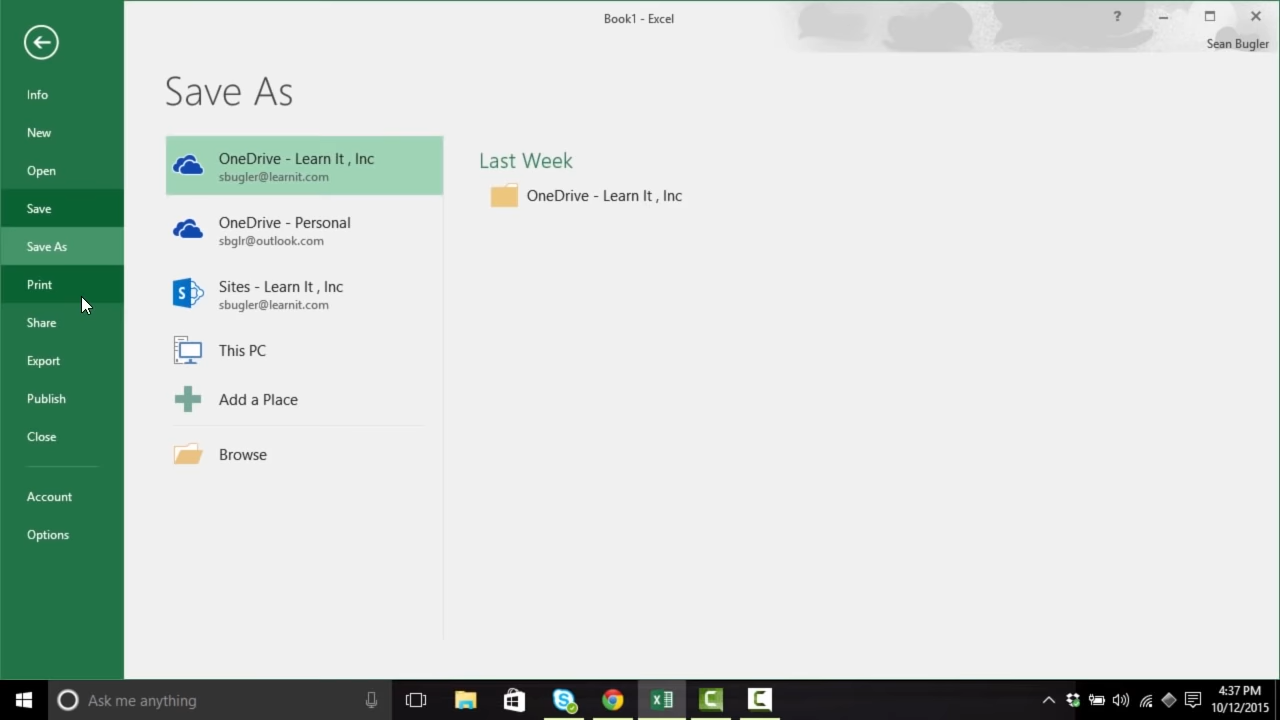 Book1 - Excel
?
Sean Bugler
Info
New
Open
Save
Save As
Print
Share
Export
Publish
Close
Account
Options
Save As
OneDrive - Learn It , Inc
sbugler@learnit.com
OneDrive - Personal
sbglr@outlook.com
Sites - Learn It , Inc
sbugler@learnit.com
This PC
Add a Place
Browse
Last Week
OneDrive - Learn It , Inc
Ask me anything
4:37 PM
10/12/2015